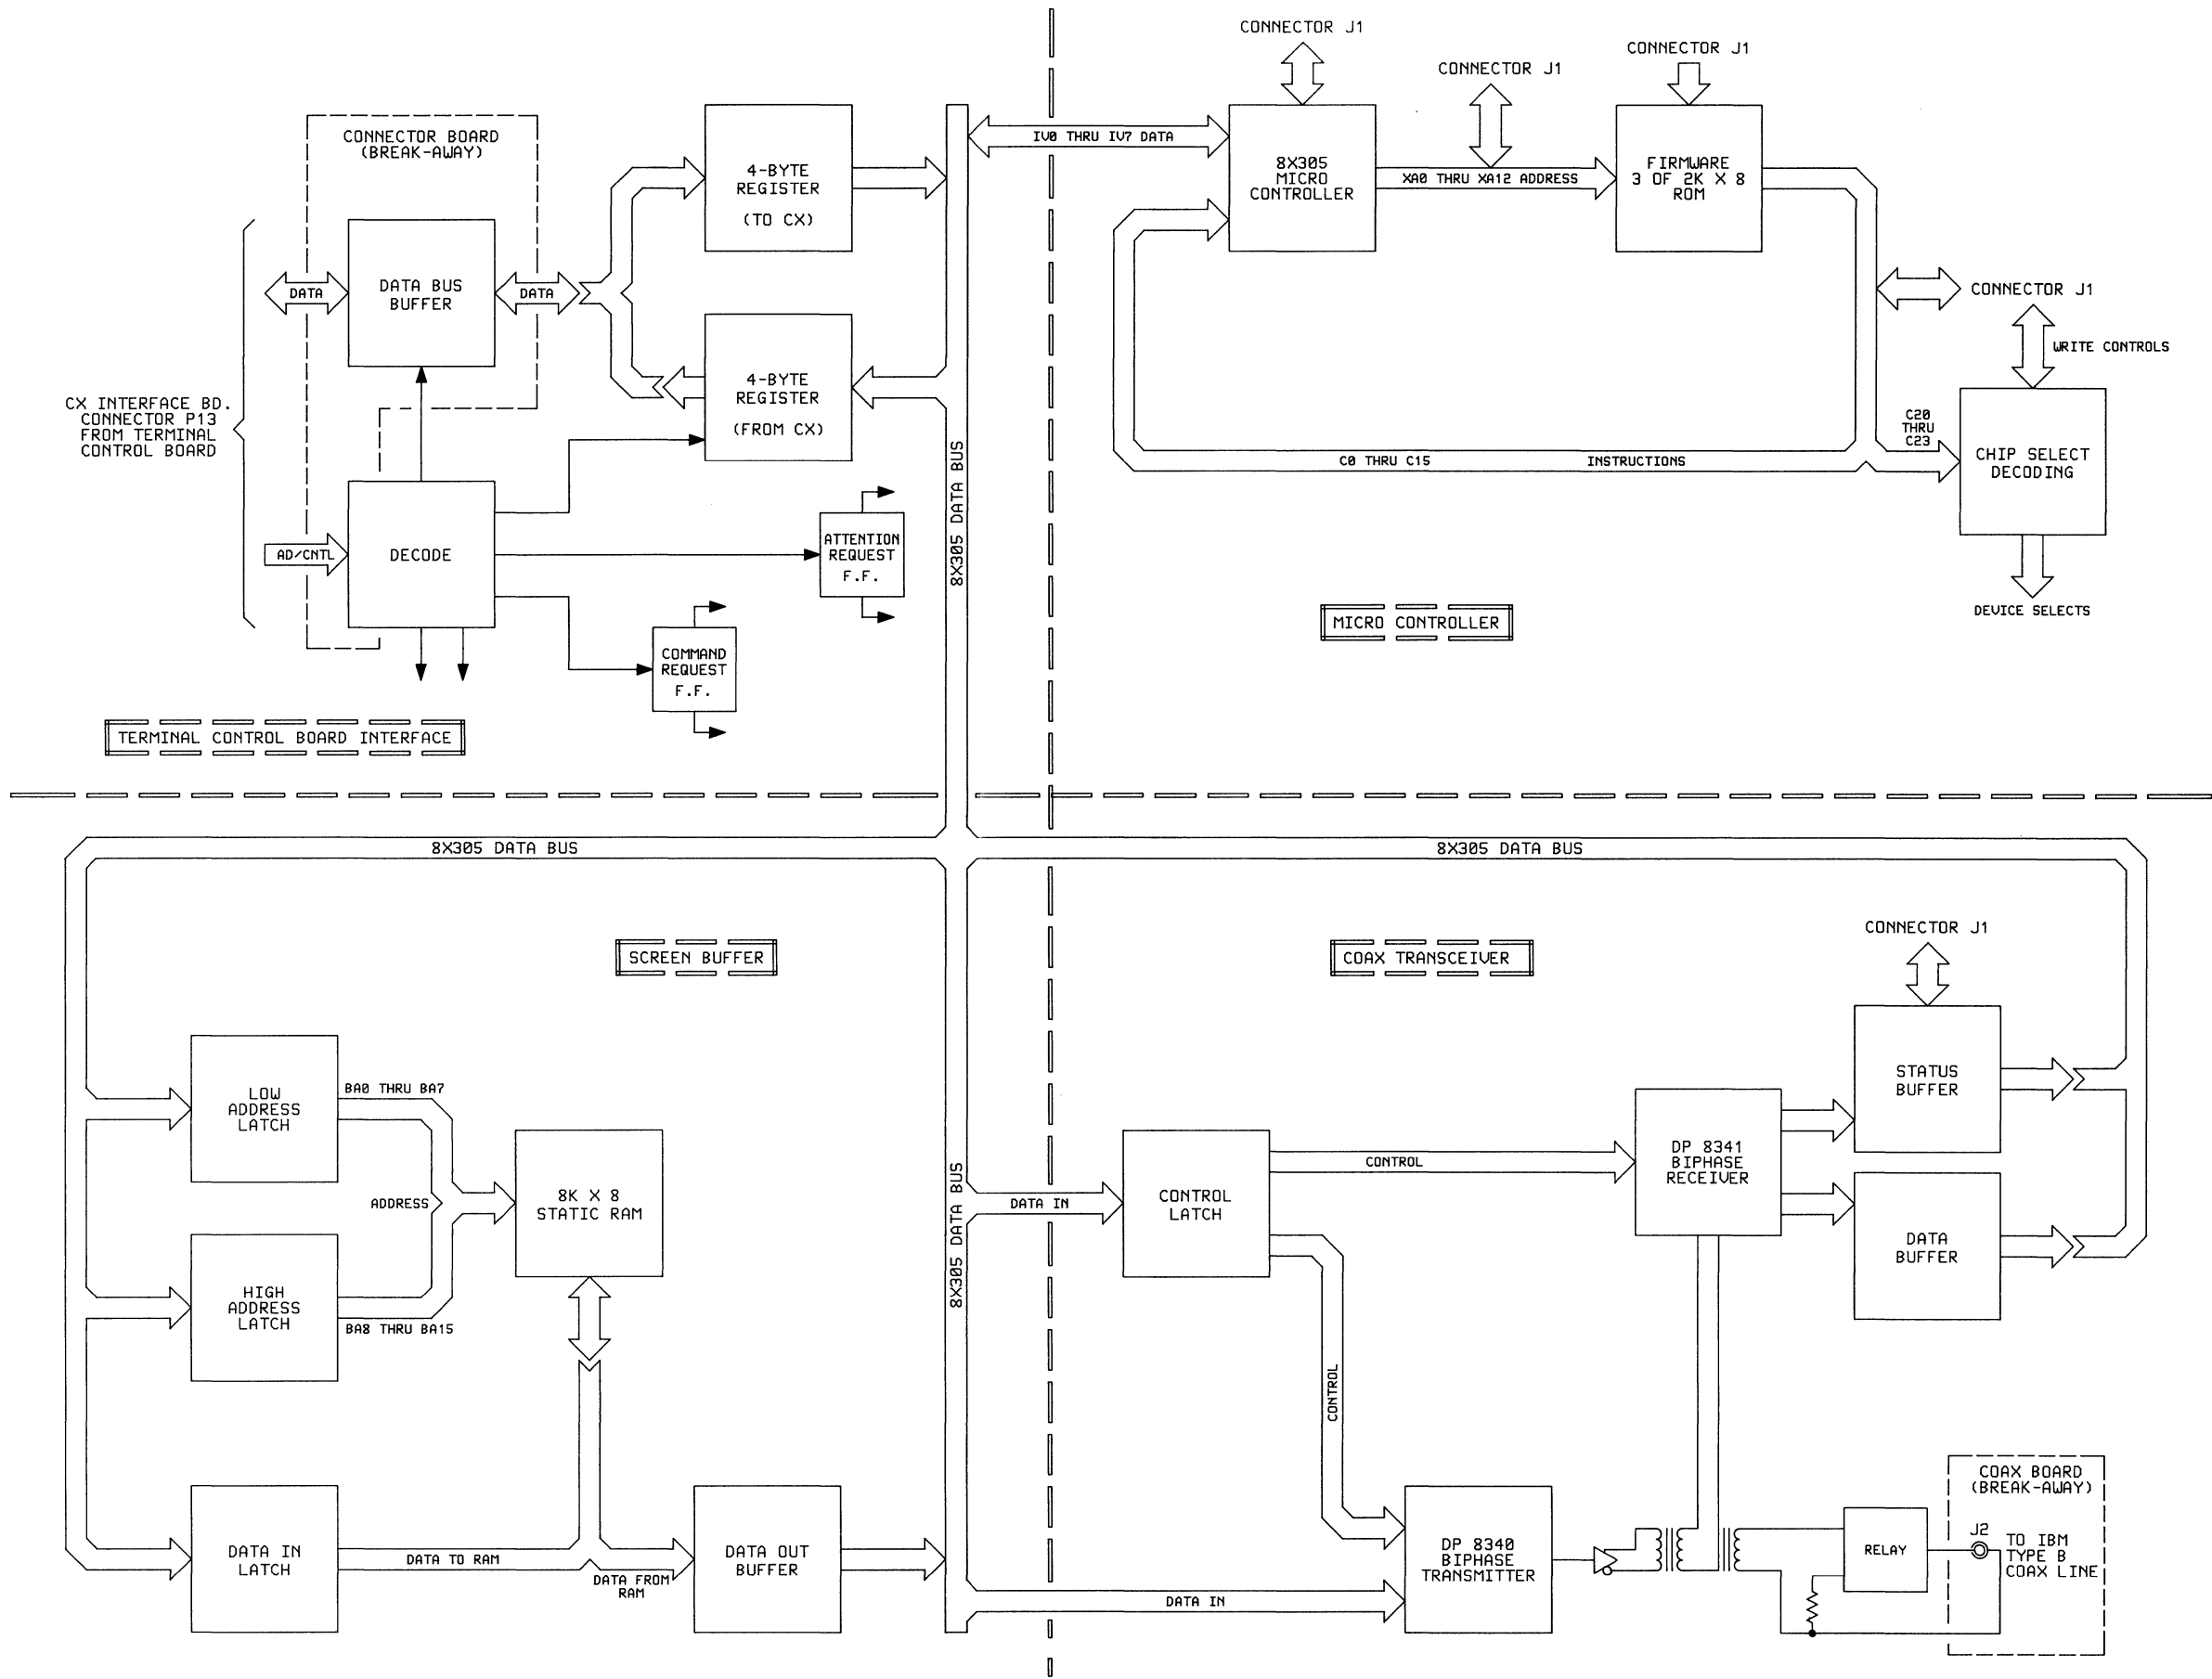 CONNECTOR J1
CONNECTOR J1
CONNECTOR J1
CONNECTOR BOARD
(BREAK-AWAY)
DATA
DATA BUS
BUFFER
DATA
4-BYTE
REGISTER
(TO CX)
4-BYTE
REGISTER
(FROM CX)
CX INTERFACE BD.
CONNECTOR P13
FROM TERMINAL
CONTROL BOARD
AD/CNTL
DECODE
ATTENTION
REQUEST
F.F.
COMMAND
REQUEST
F.F.
TERMINAL CONTROL BOARD INTERFACE
8X305 DATA BUS
IV0 THRU IV7 DATA
8X305
MICRO
CONTROLLER
XA0 THRU XA12 ADDRESS
FIRMWARE
3 OF 2K X 8
ROM
CONNECTOR J1
WRITE CONTROLS
C20
THRU
C23
C0 THRU C15
INSTRUCTIONS
CHIP SELECT
DECODING
DEVICE SELECTS
MICRO CONTROLLER
8X305 DATA BUS
8X305 DATA BUS
SCREEN BUFFER
LOW
ADDRESS
LATCH
BA0 THRU BA7
ADDRESS
8K X 8
STATIC RAM
HIGH
ADDRESS
LATCH
BA8 THRU BA15
DATA IN
LATCH
DATA TO RAM
DATA FROM
RAM
DATA OUT
BUFFER
8X305 DATA BUS
COAX TRANSCEIVER
CONNECTOR J1
STATUS
BUFFER
DATA IN
CONTROL
LATCH
CONTROL
DP 8341
BIPHASE
RECEIVER
DATA
BUFFER
CONTROL
DP 8340
BIPHASE
TRANSMITTER
DATA IN
RELAY
COAX BOARD
(BREAK-AWAY)
J2
TO IBM
TYPE B
COAX LINE